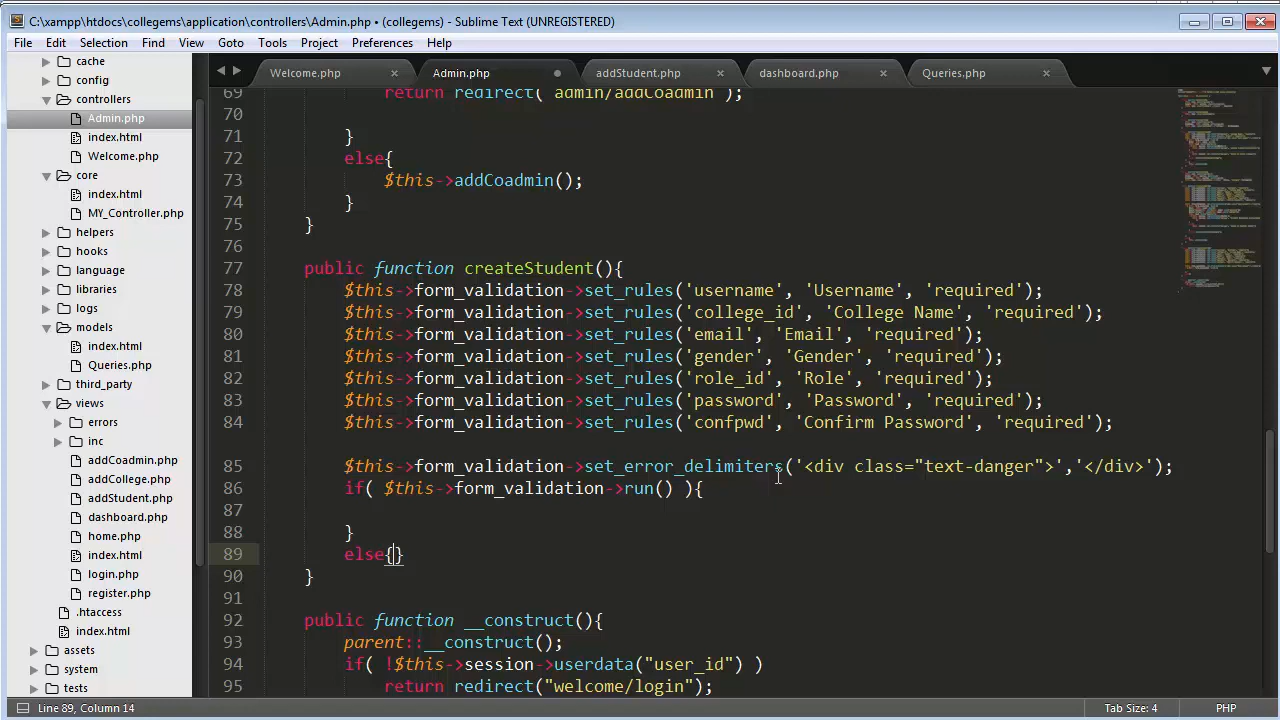 C:\xampp\htdocs\collegems\application\controllers\Admin.php • (collegems) - Sublime Text (UNREGISTERED)
File Edit Selection Find View Goto Tools Project Preferences Help
cache
config
controllers
Admin.php
index.html
Welcome.php
core
index.html
MY_Controller.php
helpers
hooks
language
libraries
logs
models
index.html
Queries.php
third_party
views
errors
inc
addCoadmin.php
addCollege.php
addStudent.php
dashboard.php
home.php
index.html
login.php
register.php
.htaccess
index.html
assets
system
tests
Welcome.php Admin.php addStudent.php dashboard.php Queries.php
69 return redirect( admin/addCoadmin );
70
71 }
72 else{
73 $this->addCoadmin();
74 }
75 }
76
77 public function createStudent(){
78 $this->form_validation->set_rules('username', 'Username', 'required');
79 $this->form_validation->set_rules('college_id', 'College Name', 'required');
80 $this->form_validation->set_rules('email', 'Email', 'required');
81 $this->form_validation->set_rules('gender', 'Gender', 'required');
82 $this->form_validation->set_rules('role_id', 'Role', 'required');
83 $this->form_validation->set_rules('password', 'Password', 'required');
84 $this->form_validation->set_rules('confpwd', 'Confirm Password', 'required');
85 $this->form_validation->set_error_delimiters('<div class="text-danger">','</div>');
86 if( $this->form_validation->run() ){
87
88 }
89 else{}
90 }
91
92 public function __construct(){
93 parent::__construct();
94 if( !$this->session->userdata("user_id") )
95 return redirect("welcome/login");
Line 89, Column 14 Tab Size: 4 PHP